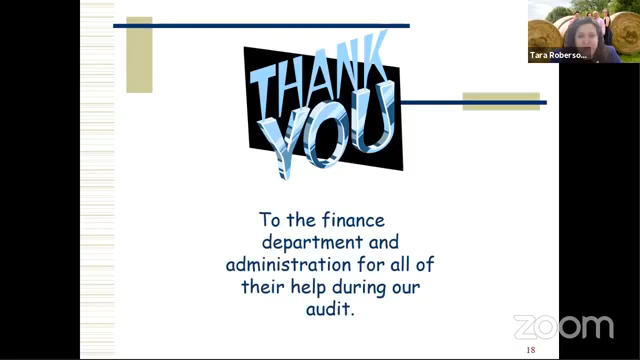 Tara Roberso...
THANK
YOU
To the finance
department and
administration for all of
their help during our
audit.
zoom
18